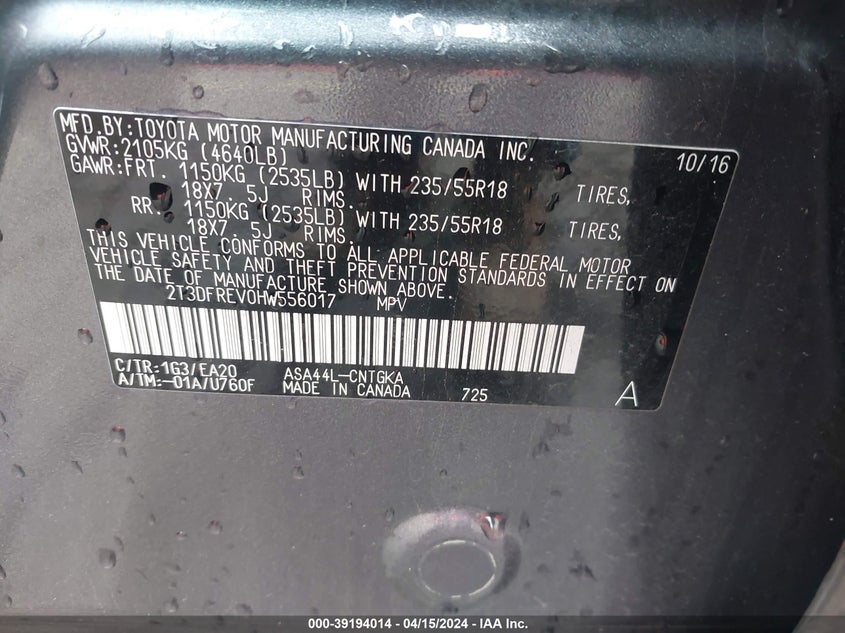 MFD.BY:TOYOTA MOTOR MANUFACTURING CANADA INC. 10/16
GVWR:2105KG (4640LB)
GAWR:FRT. 1150KG (2535LB) WITH 235/55R18 TIRES,
18X7 .5J RIMS.
RR. 1150KG (2535LB) WITH 235/55R18 TIRES,
18X7 .5J RIMS.
THIS VEHICLE CONFORMS TO ALL APPLICABLE FEDERAL MOTOR
VEHICLE SAFETY AND THEFT PREVENTION STANDARDS IN EFFECT ON
THE DATE OF MANUFACTURE SHOWN ABOVE.
2T3DFREV0HW556017 MPV
C/TR:1G3/EA20 ASA44L-CNTGKA
A/TM:-01A/U760F MADE IN CANADA 725 A
000-39194014 - 04/15/2024 - IAA Inc.